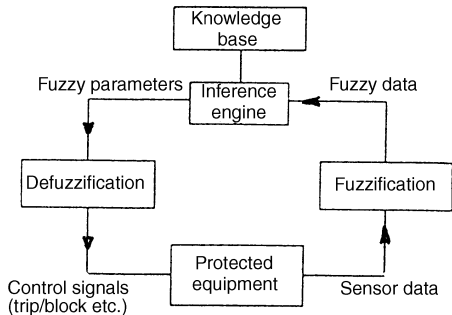 Knowledge
base
Fuzzy parameters
Inference
engine
Fuzzy data
Defuzzification
Fuzzification
Protected
equipment
Control signals
(trip/block etc.)
Sensor data